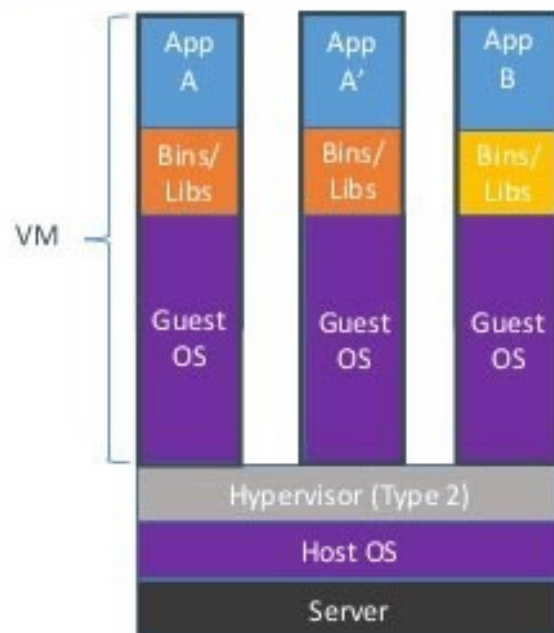 App
A
App
A'
App
B
Bins/
Libs
Bins/
Libs
Bins/
Libs
VM
Guest
OS
Guest
OS
Guest
OS
Hypervisor (Type 2)
Host OS
Server